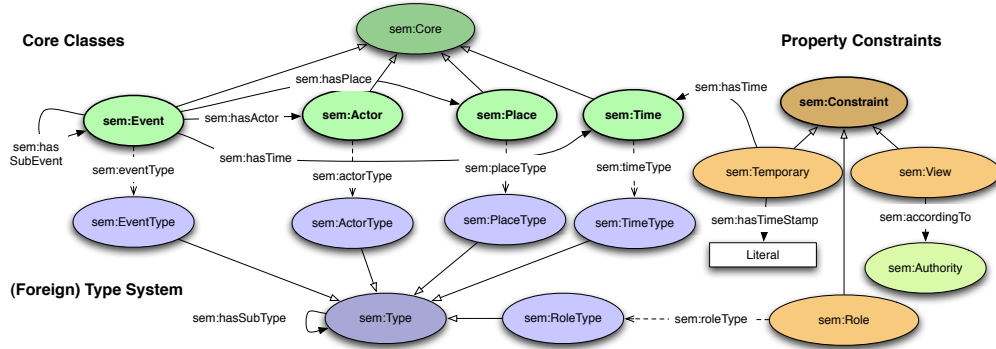 sem:Core
Core Classes
Property Constraints
sem:hasPlace
sem:hasTime
sem:Constraint
sem:Event
sem:hasActor
sem:Actor
sem:Place
sem:Time
sem:has
SubEvent
sem:hasTime
sem:eventType
sem:actorType
sem:placeType
sem:timeType
sem:Temporary
sem:View
sem:EventType
sem:ActorType
sem:PlaceType
sem:TimeType
sem:hasTimeStamp
sem:accordingTo
Literal
sem:Authority
(Foreign) Type System
sem:hasSubType
sem:Type
sem:RoleType
sem:roleType
sem:Role